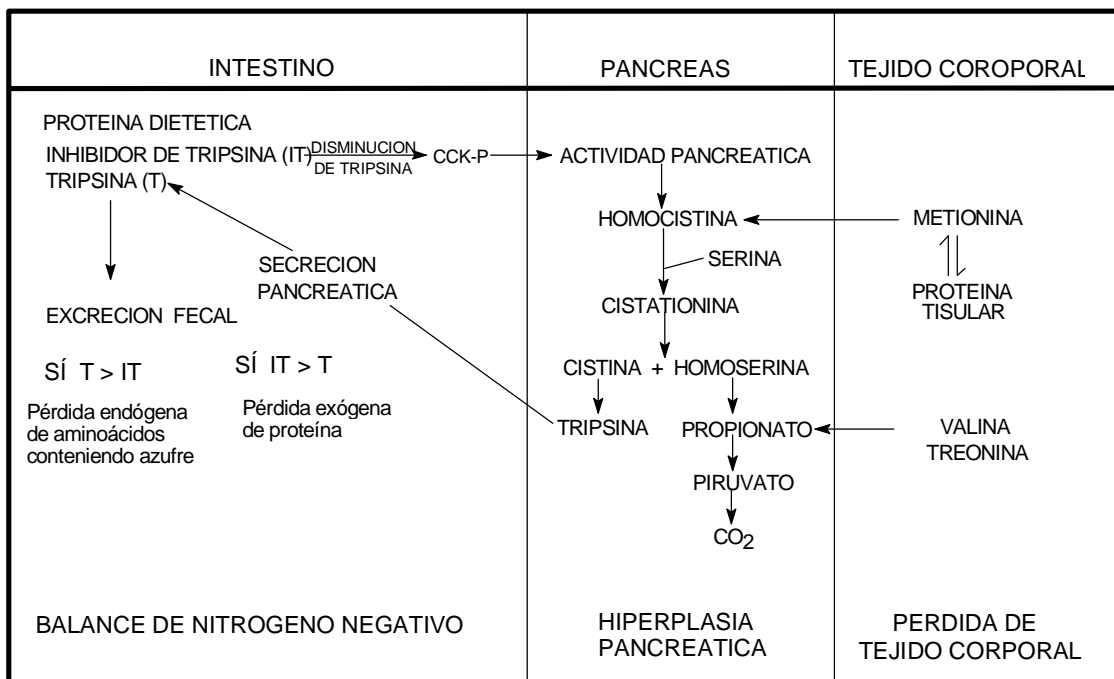 INTESTINO
PANCREAS
TEJIDO COROPORAL
PROTEINA DIETETICA
INHIBIDOR DE TRIPSINA (IT)
TRIPSINA (T)
DISMINUCION
DE TRIPSINA
CCK-P
SECRECION
PANCREATICA
EXCRECION FECAL
SÍ T > IT
SÍ IT > T
Pérdida endógena
de aminoácidos
conteniendo azufre
Pérdida exógena
de proteína
ACTIVIDAD PANCREATICA
HOMOCISTINA
SERINA
CISTATIONINA
CISTINA + HOMOSERINA
TRIPSINA
PROPIONATO
PIRUVATO
CO2
METIONINA
PROTEINA
TISULAR
VALINA
TREONINA
BALANCE DE NITROGENO NEGATIVO
HIPERPLASIA
PANCREATICA
PERDIDA DE
TEJIDO CORPORAL